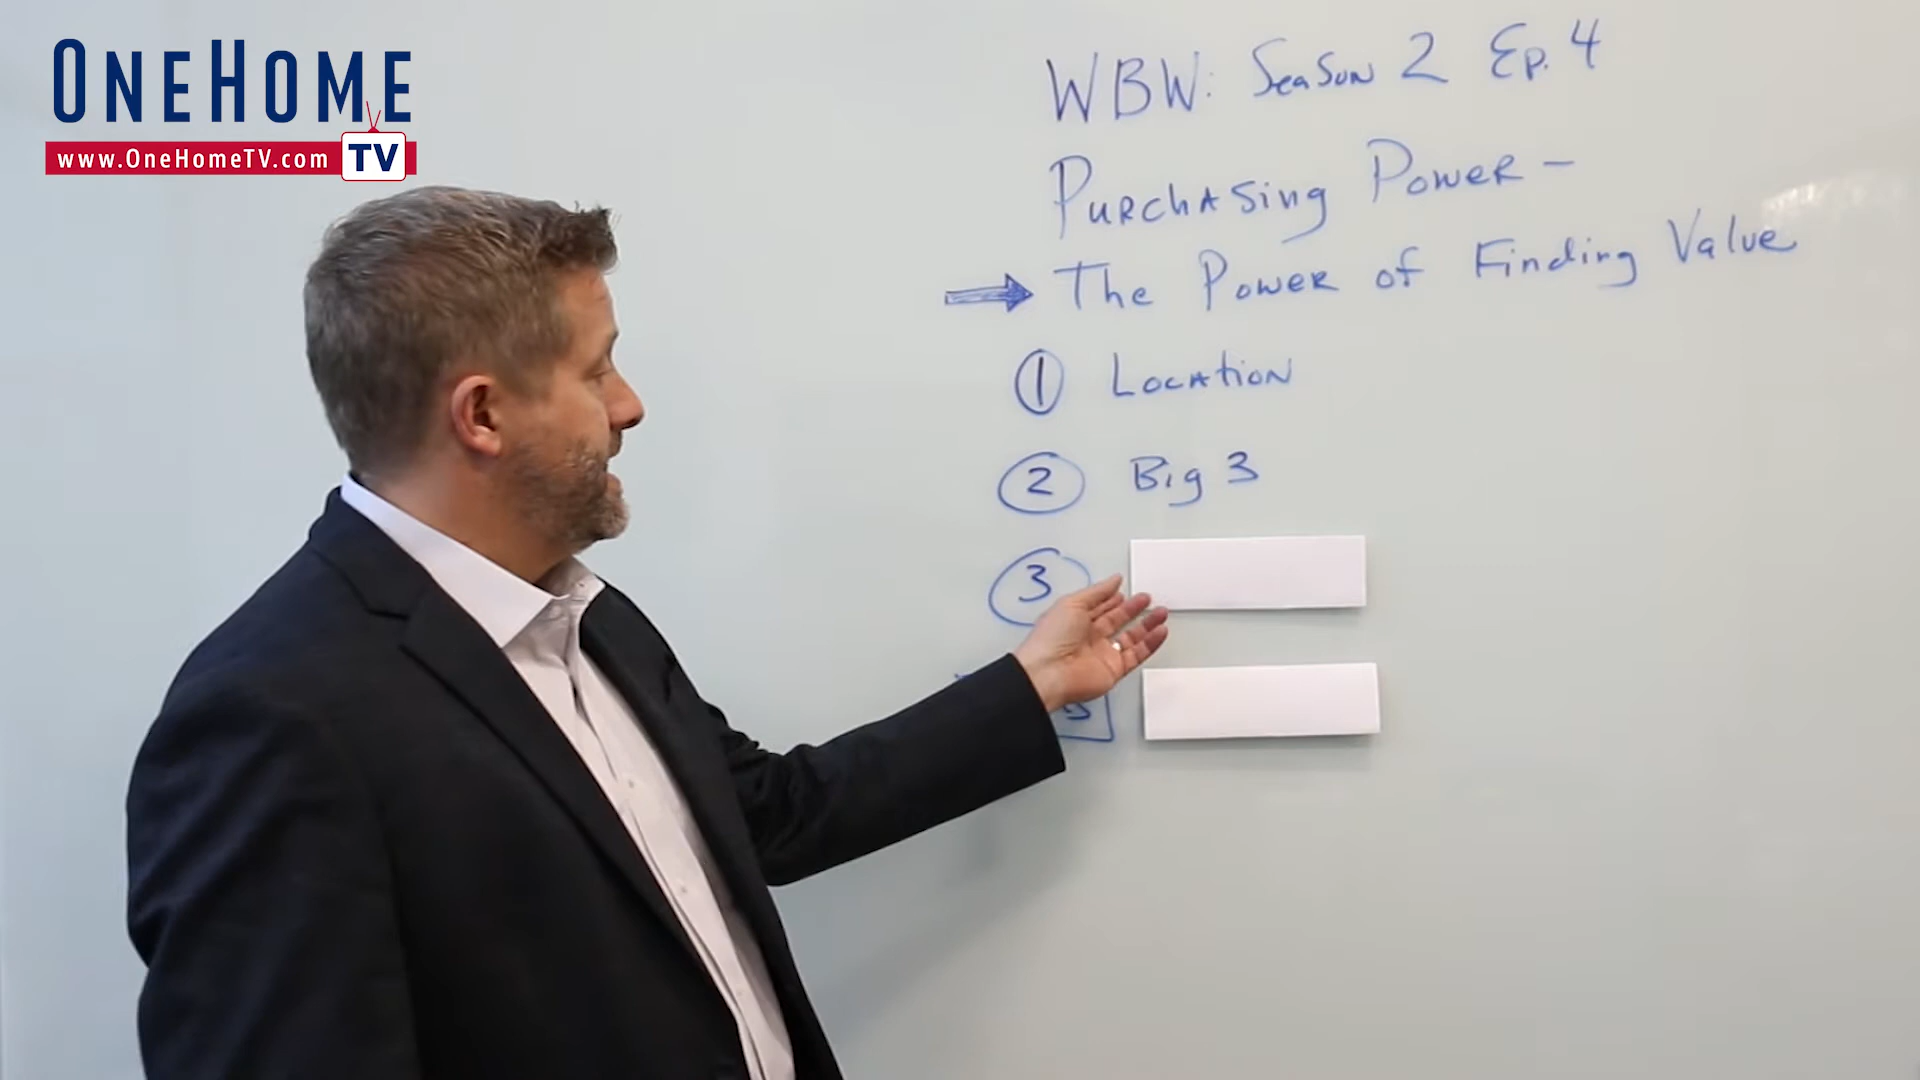 ONEHOME
www.OneHomeTV.com TV
WBW: Season 2 Ep. 4
Purchasing Power -
The Power of Finding Value
1 Location
2 Big 3
3